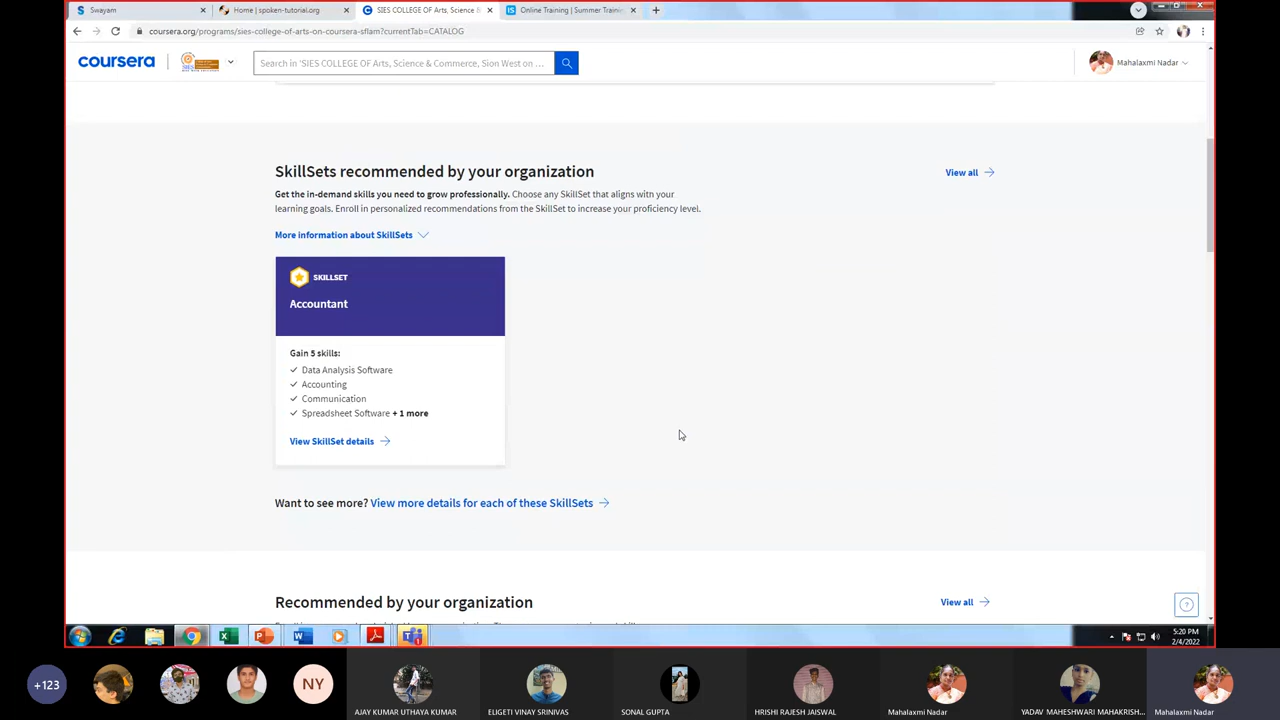 Swayam
Home | spoken-tutorial.org
SIES COLLEGE OF Arts, Science &
Online Training | Summer Traini
coursera.org/programs/sies-college-of-arts-on-coursera-sflam?currentTab=CATALOG
coursera
Search in 'SIES COLLEGE OF Arts, Science & Commerce, Sion West on ...
Mahalaxmi Nadar
SkillSets recommended by your organization
View all
Get the in-demand skills you need to grow professionally. Choose any SkillSet that aligns with your
learning goals. Enroll in personalized recommendations from the SkillSet to increase your proficiency level.
More information about SkillSets
SKILLSET
Accountant
Gain 5 skills:
Data Analysis Software
Accounting
Communication
Spreadsheet Software + 1 more
View SkillSet details
Want to see more? View more details for each of these SkillSets
Recommended by your organization
View all
5:20 PM
2/4/2022
+123
NY
AJAY KUMAR UTHAYA KUMAR
ELIGETI VINAY SRINIVAS
SONAL GUPTA
HRISHI RAJESH JAISWAL
Mahalaxmi Nadar
YADAV MAHESHWARI MAHAKRISH...
Mahalaxmi Nadar